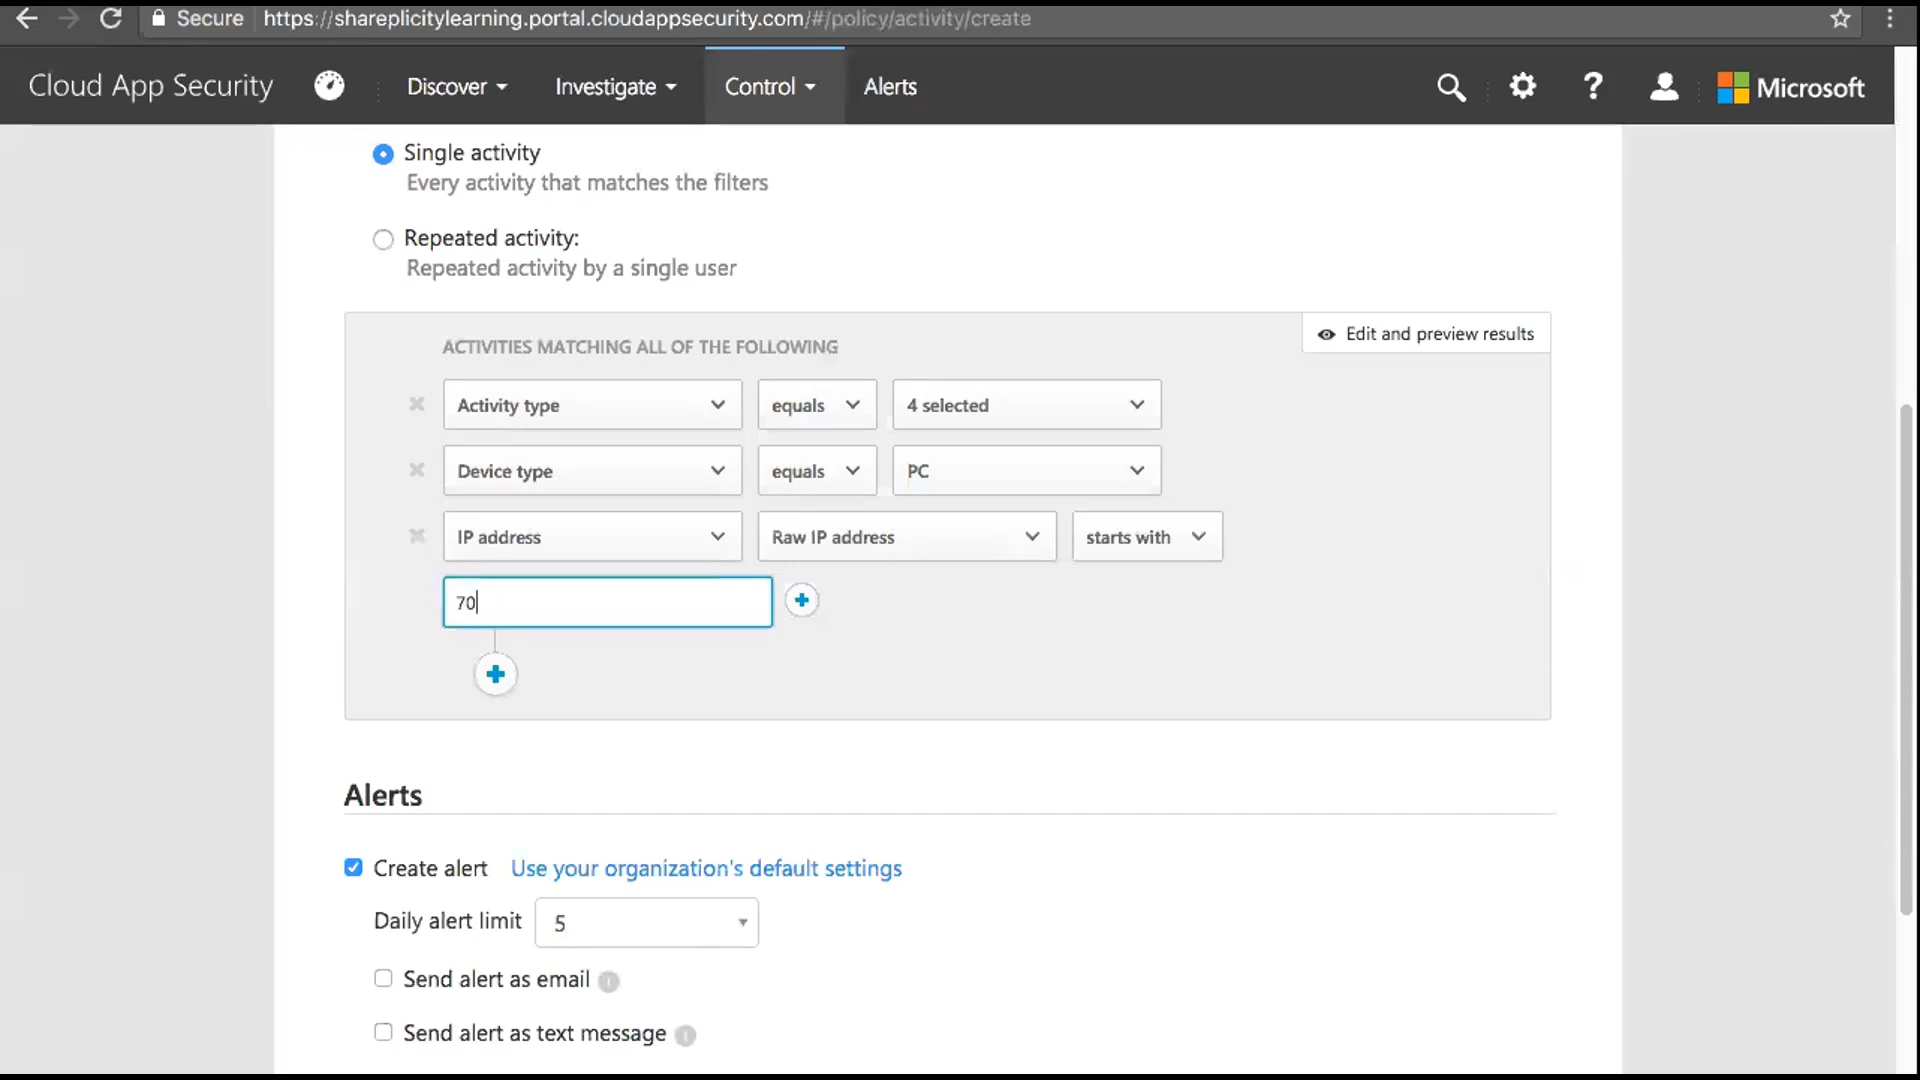 Secure https://shareplicitylearning.portal.cloudappsecurity.com/#/policy/activity/create
Cloud App Security Discover Investigate Control Alerts ? Microsoft
Single activity
Every activity that matches the filters
Repeated activity:
Repeated activity by a single user
ACTIVITIES MATCHING ALL OF THE FOLLOWING Edit and preview results
Activity type equals 4 selected
Device type equals PC
IP address Raw IP address starts with
70
Alerts
Create alert Use your organization's default settings
Daily alert limit 5
Send alert as email
Send alert as text message